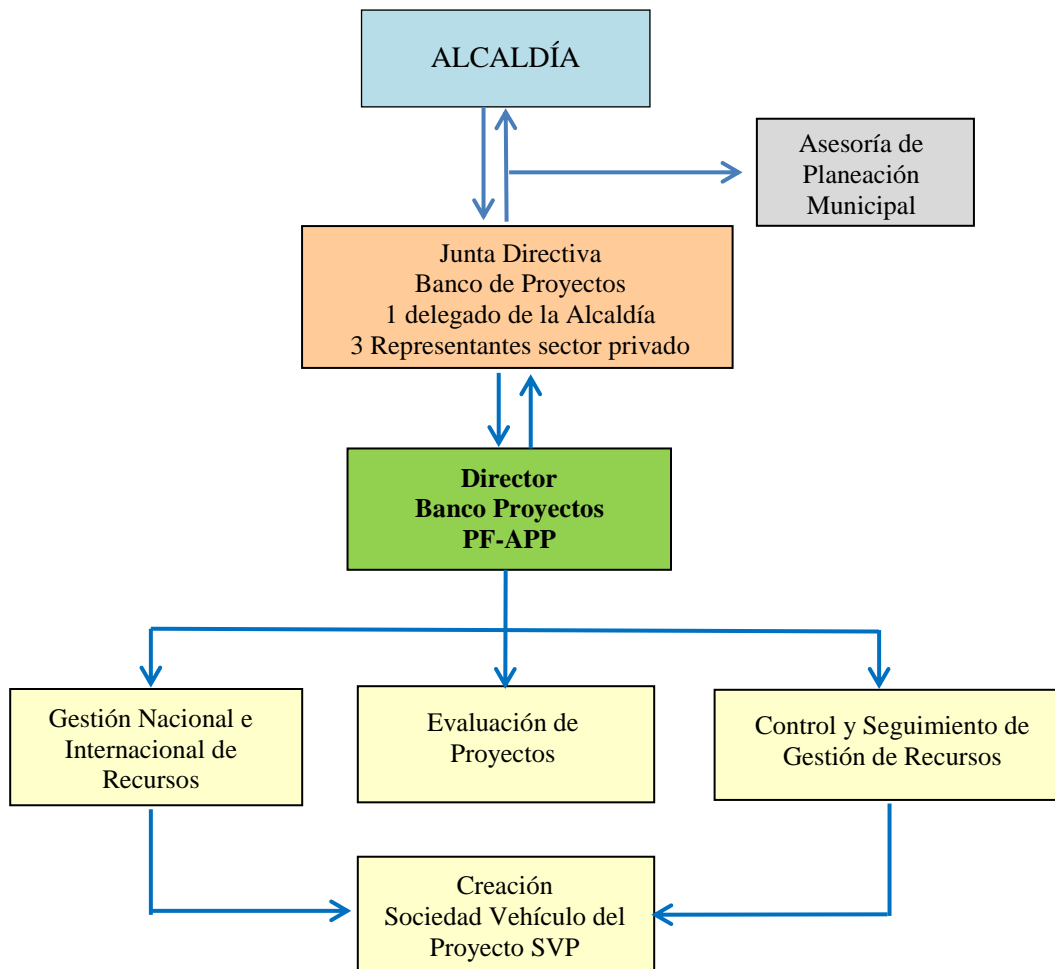 ALCALDÍA
Asesoría de
Planeación
Municipal
Junta Directiva
Banco de Proyectos
1 delegado de la Alcaldía
3 Representantes sector privado
Director
Banco Proyectos
PF-APP
Gestión Nacional e
Internacional de
Recursos
Evaluación de
Proyectos
Control y Seguimiento de
Gestión de Recursos
Creación
Sociedad Vehículo del
Proyecto SVP